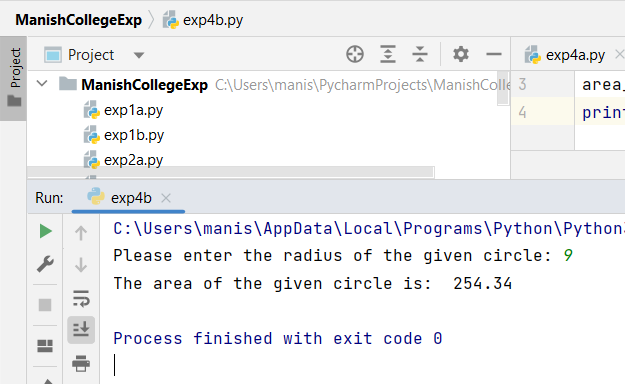 ManishCollegeExp exp4b.py
Project
Project
exp4a.py
ManishCollegeExp C:\Users\manis\PycharmProjects\ManishColle
exp1a.py
exp1b.py
exp2a.py
3 area_
4 prin
Run: exp4b
C:\Users\manis\AppData\Local\Programs\Python\Python3
Please enter the radius of the given circle: 9
The area of the given circle is:  254.34
Process finished with exit code 0